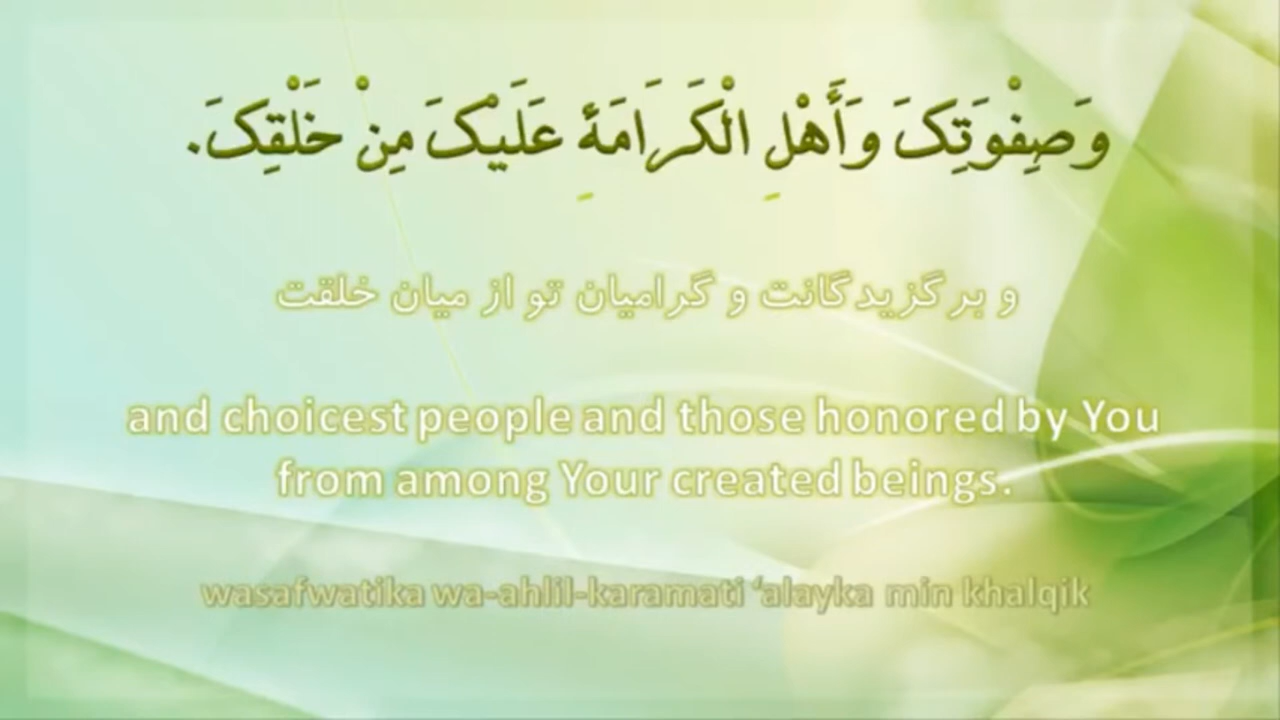 وَصِفْوَتِکَ وَأَهْلِ الْکَرَامَةِ عَلَیْکَ مِنْ خَلْقِکَ.
و برگزیدگانت و گرامیان تو از میان خلقت
and choicest people and those honored by You
from among Your created beings.
wasafwatika wa-ahlil-karamati ‘alayka min khalqik